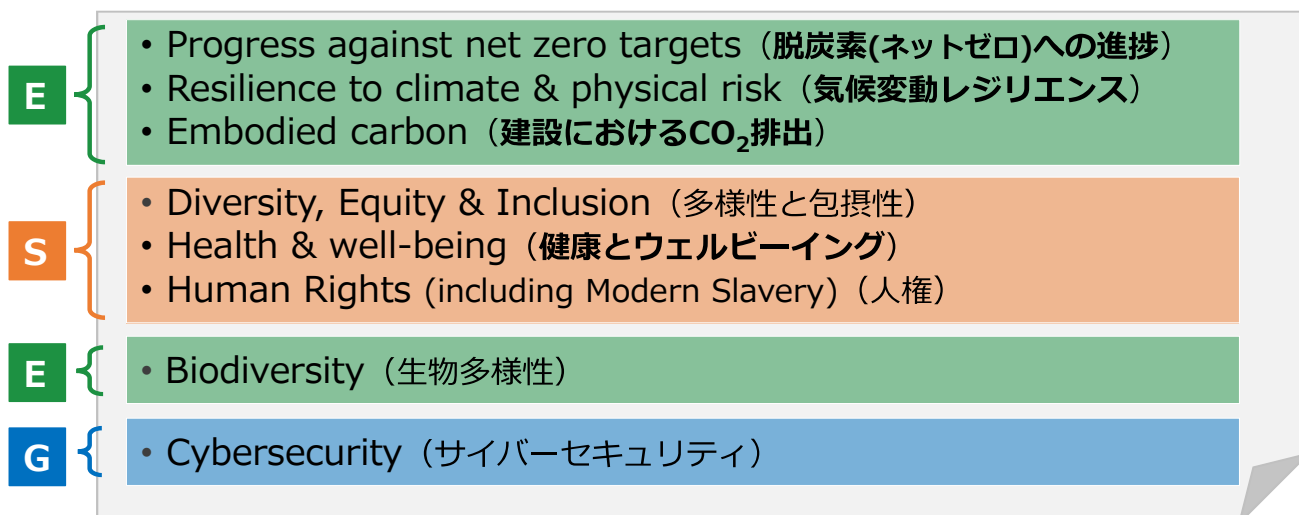 E
• Progress against net zero targets（脱炭素(ネットゼロ)への進捗）
• Resilience to climate & physical risk（気候変動レジリエンス）
• Embodied carbon（建設におけるCO₂排出）
S
• Diversity, Equity & Inclusion（多様性と包摂性）
• Health & well-being（健康とウェルビーイング）
• Human Rights (including Modern Slavery)（人権）
E
• Biodiversity（生物多様性）
G
• Cybersecurity（サイバーセキュリティ）